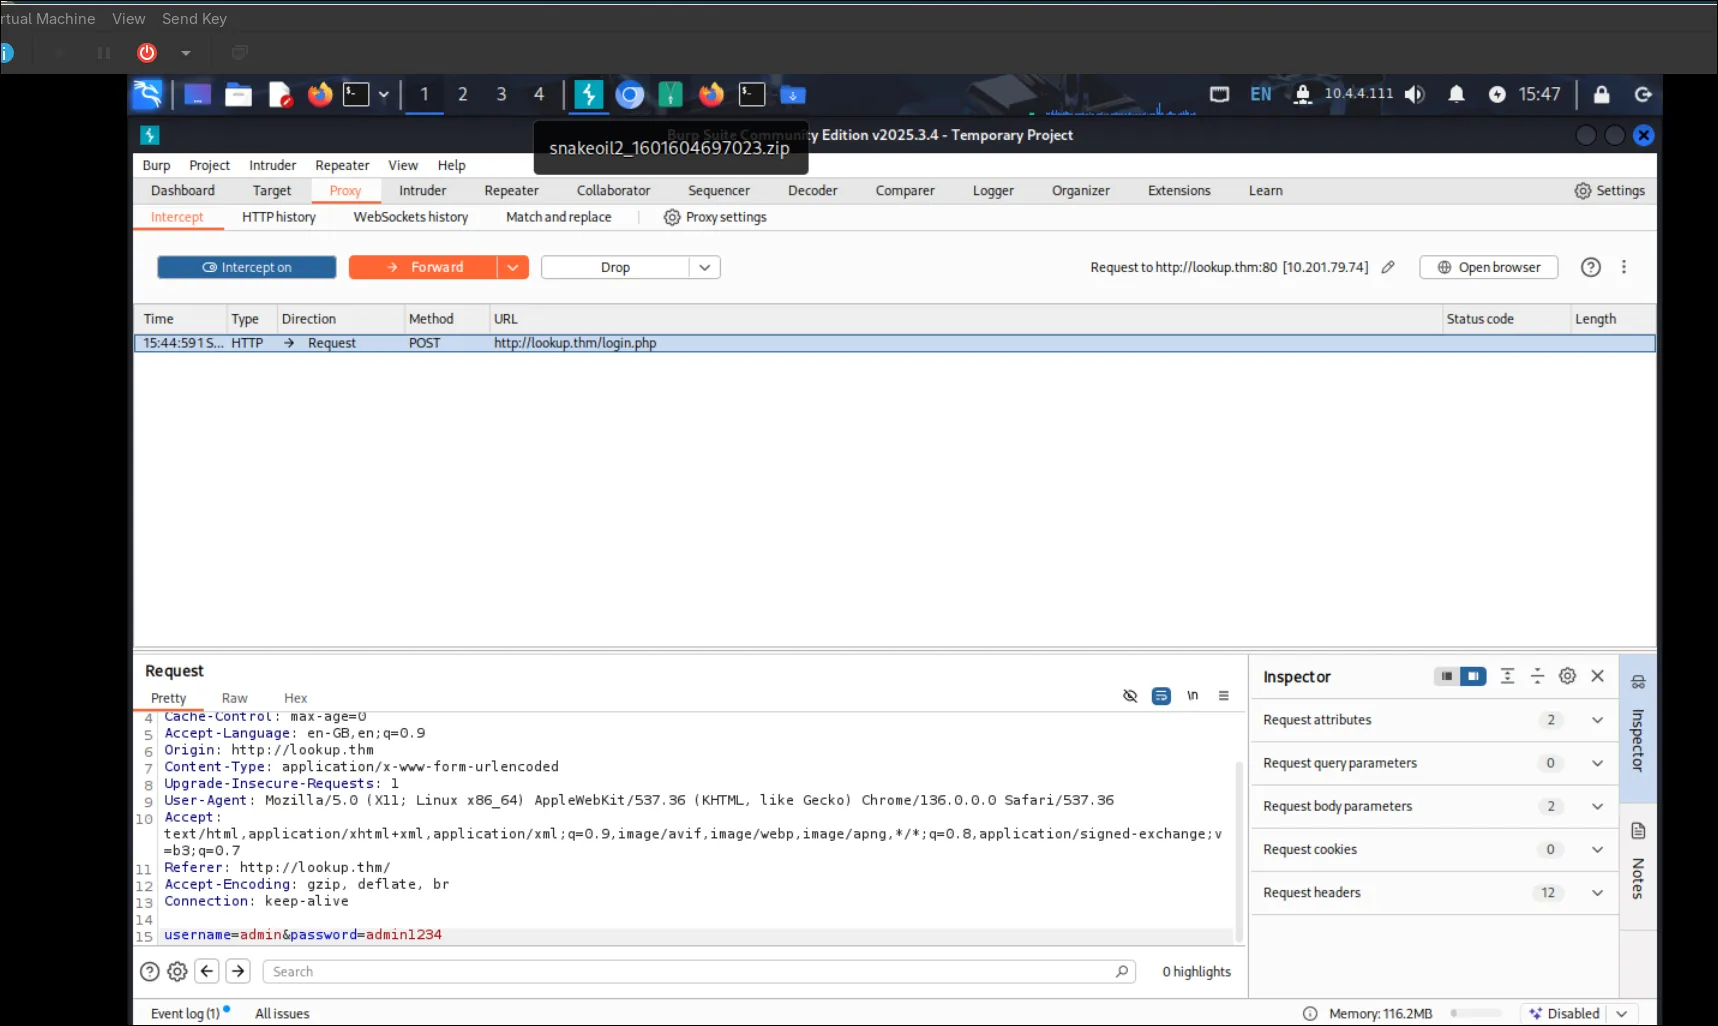 rtual Machine View Send Key
1 2 3 4 EN 10.4.4.111 15:47
Burp Suite Community Edition v2025.3.4 - Temporary Project
snakeoil2_1601604697023.zip
Burp Project Intruder Repeater View Help
Dashboard Target Proxy Intruder Repeater Collaborator Sequencer Decoder Comparer Logger Organizer Extensions Learn Settings
Intercept HTTP history WebSockets history Match and replace Proxy settings
Intercept on Forward Drop Request to http://lookup.thm:80 [10.201.79.74] Open browser
Time Type Direction Method URL Status code Length
15:44:59 1 S... HTTP → Request POST http://lookup.thm/login.php
Request
Pretty Raw Hex \n
4 Cache-Control: max-age=0
5 Accept-Language: en-GB,en;q=0.9
6 Origin: http://lookup.thm
7 Content-Type: application/x-www-form-urlencoded
8 Upgrade-Insecure-Requests: 1
9 User-Agent: Mozilla/5.0 (X11; Linux x86_64) AppleWebKit/537.36 (KHTML, like Gecko) Chrome/136.0.0.0 Safari/537.36
10 Accept:
text/html,application/xhtml+xml,application/xml;q=0.9,image/avif,image/webp,image/apng,*/*;q=0.8,application/signed-exchange;v
=b3;q=0.7
11 Referer: http://lookup.thm/
12 Accept-Encoding: gzip, deflate, br
13 Connection: keep-alive
14
15 username=admin&password=admin1234
Search 0 highlights
Inspector
Request attributes 2
Request query parameters 0
Request body parameters 2
Request cookies 0
Request headers 12
Inspector
Notes
Event log (1) All issues Memory: 116.2MB Disabled